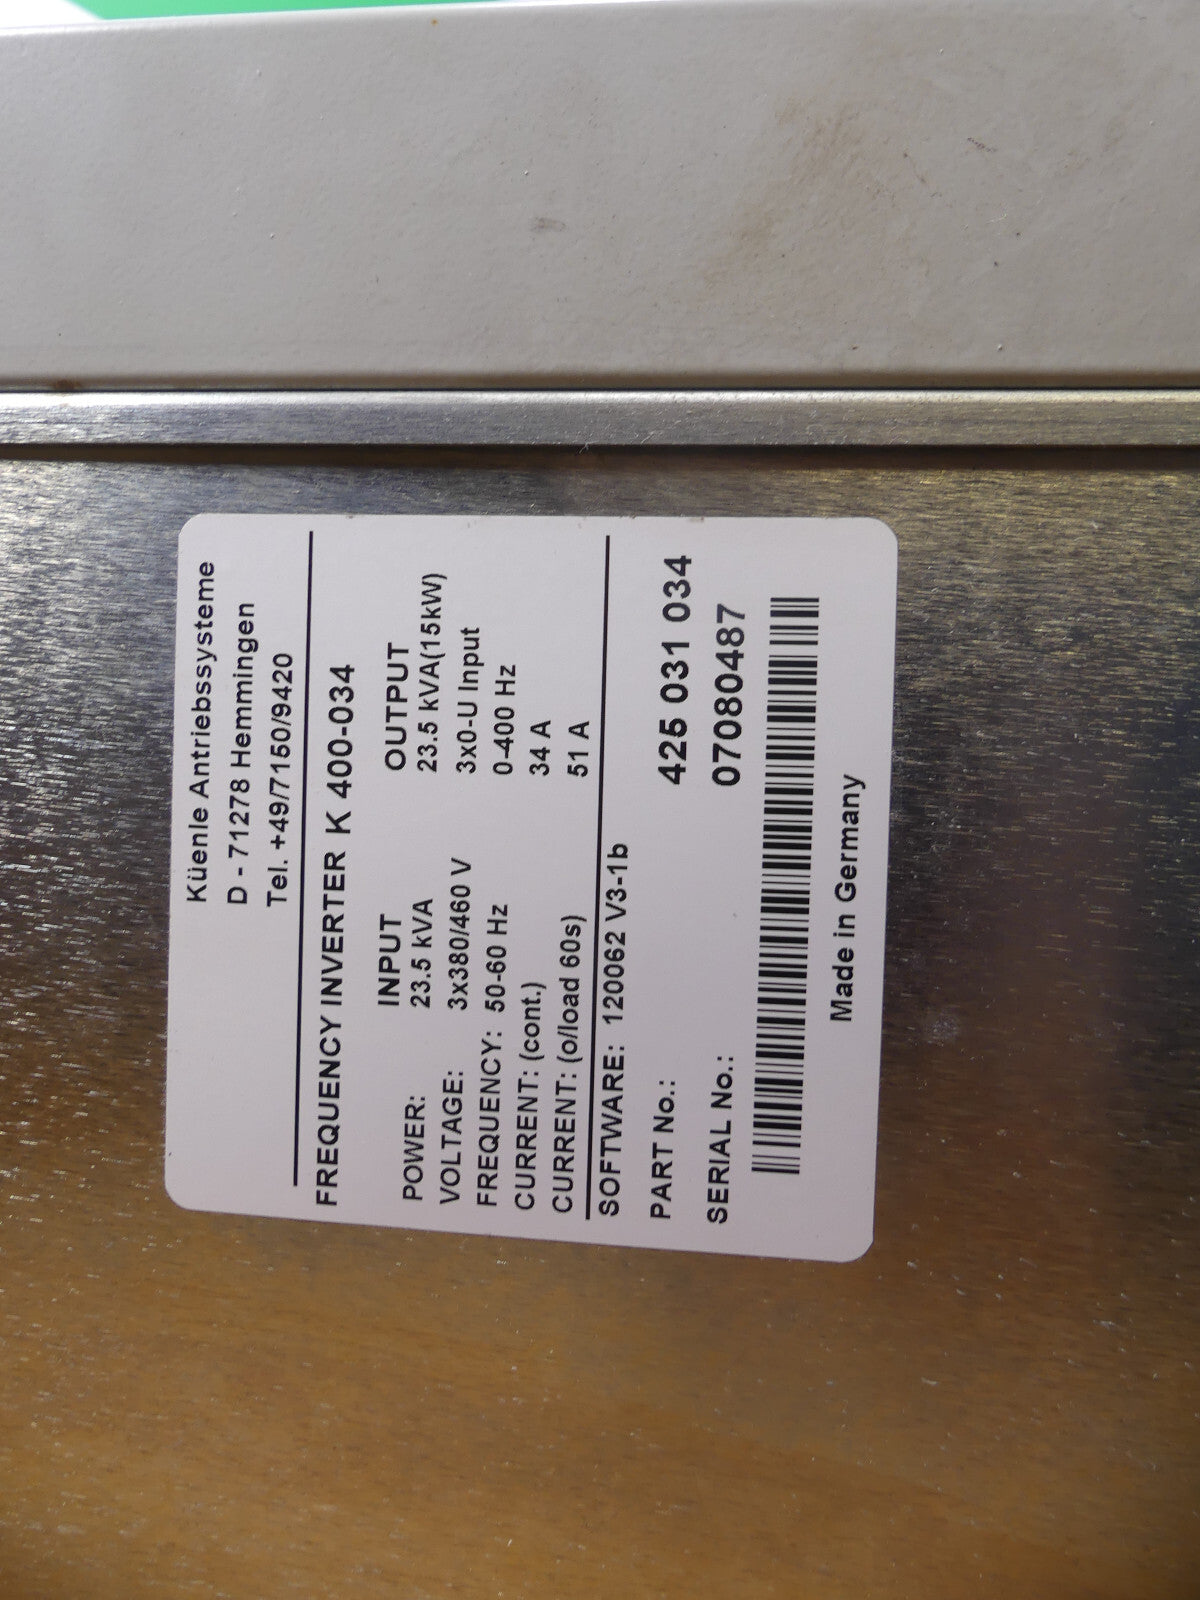 Küenle Antriebssysteme
D - 71278 Hemmingen
Tel. +49/7150/9420
FREQUENCY INVERTER K 400-034
INPUT OUTPUT
POWER: 23.5 kVA 23.5 kVA(15kW)
VOLTAGE: 3x380/460 V 3x0-U Input
FREQUENCY: 50-60 Hz 0-400 Hz
CURRENT: (cont.) 34 A
CURRENT: (o/load 60s) 51 A
SOFTWARE: 120062 V3-1b
PART No.: 425 031 034
SERIAL No.: 07080487
Made in Germany